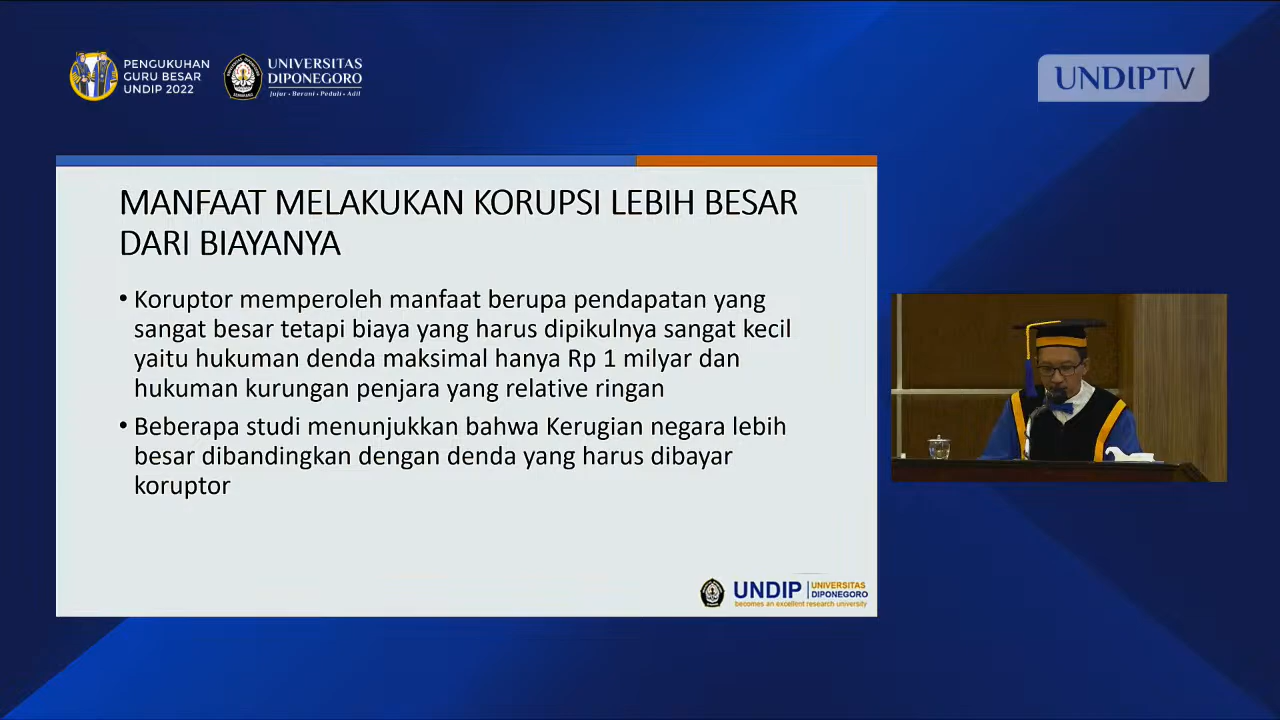 PENGUKUHAN
GURU BESAR
UNDIP 2022
UNIVERSITAS
DIPONEGORO
Jujur • Berani • Peduli • Adil
UNDIPTV
MANFAAT MELAKUKAN KORUPSI LEBIH BESAR
DARI BIAYANYA
• Koruptor memperoleh manfaat berupa pendapatan yang
sangat besar tetapi biaya yang harus dipikulnya sangat kecil
yaitu hukuman denda maksimal hanya Rp 1 milyar dan
hukuman kurungan penjara yang relative ringan
• Beberapa studi menunjukkan bahwa Kerugian negara lebih
besar dibandingkan dengan denda yang harus dibayar
koruptor
UNDIP
UNIVERSITAS
DIPONEGORO
becomes an excellent research university